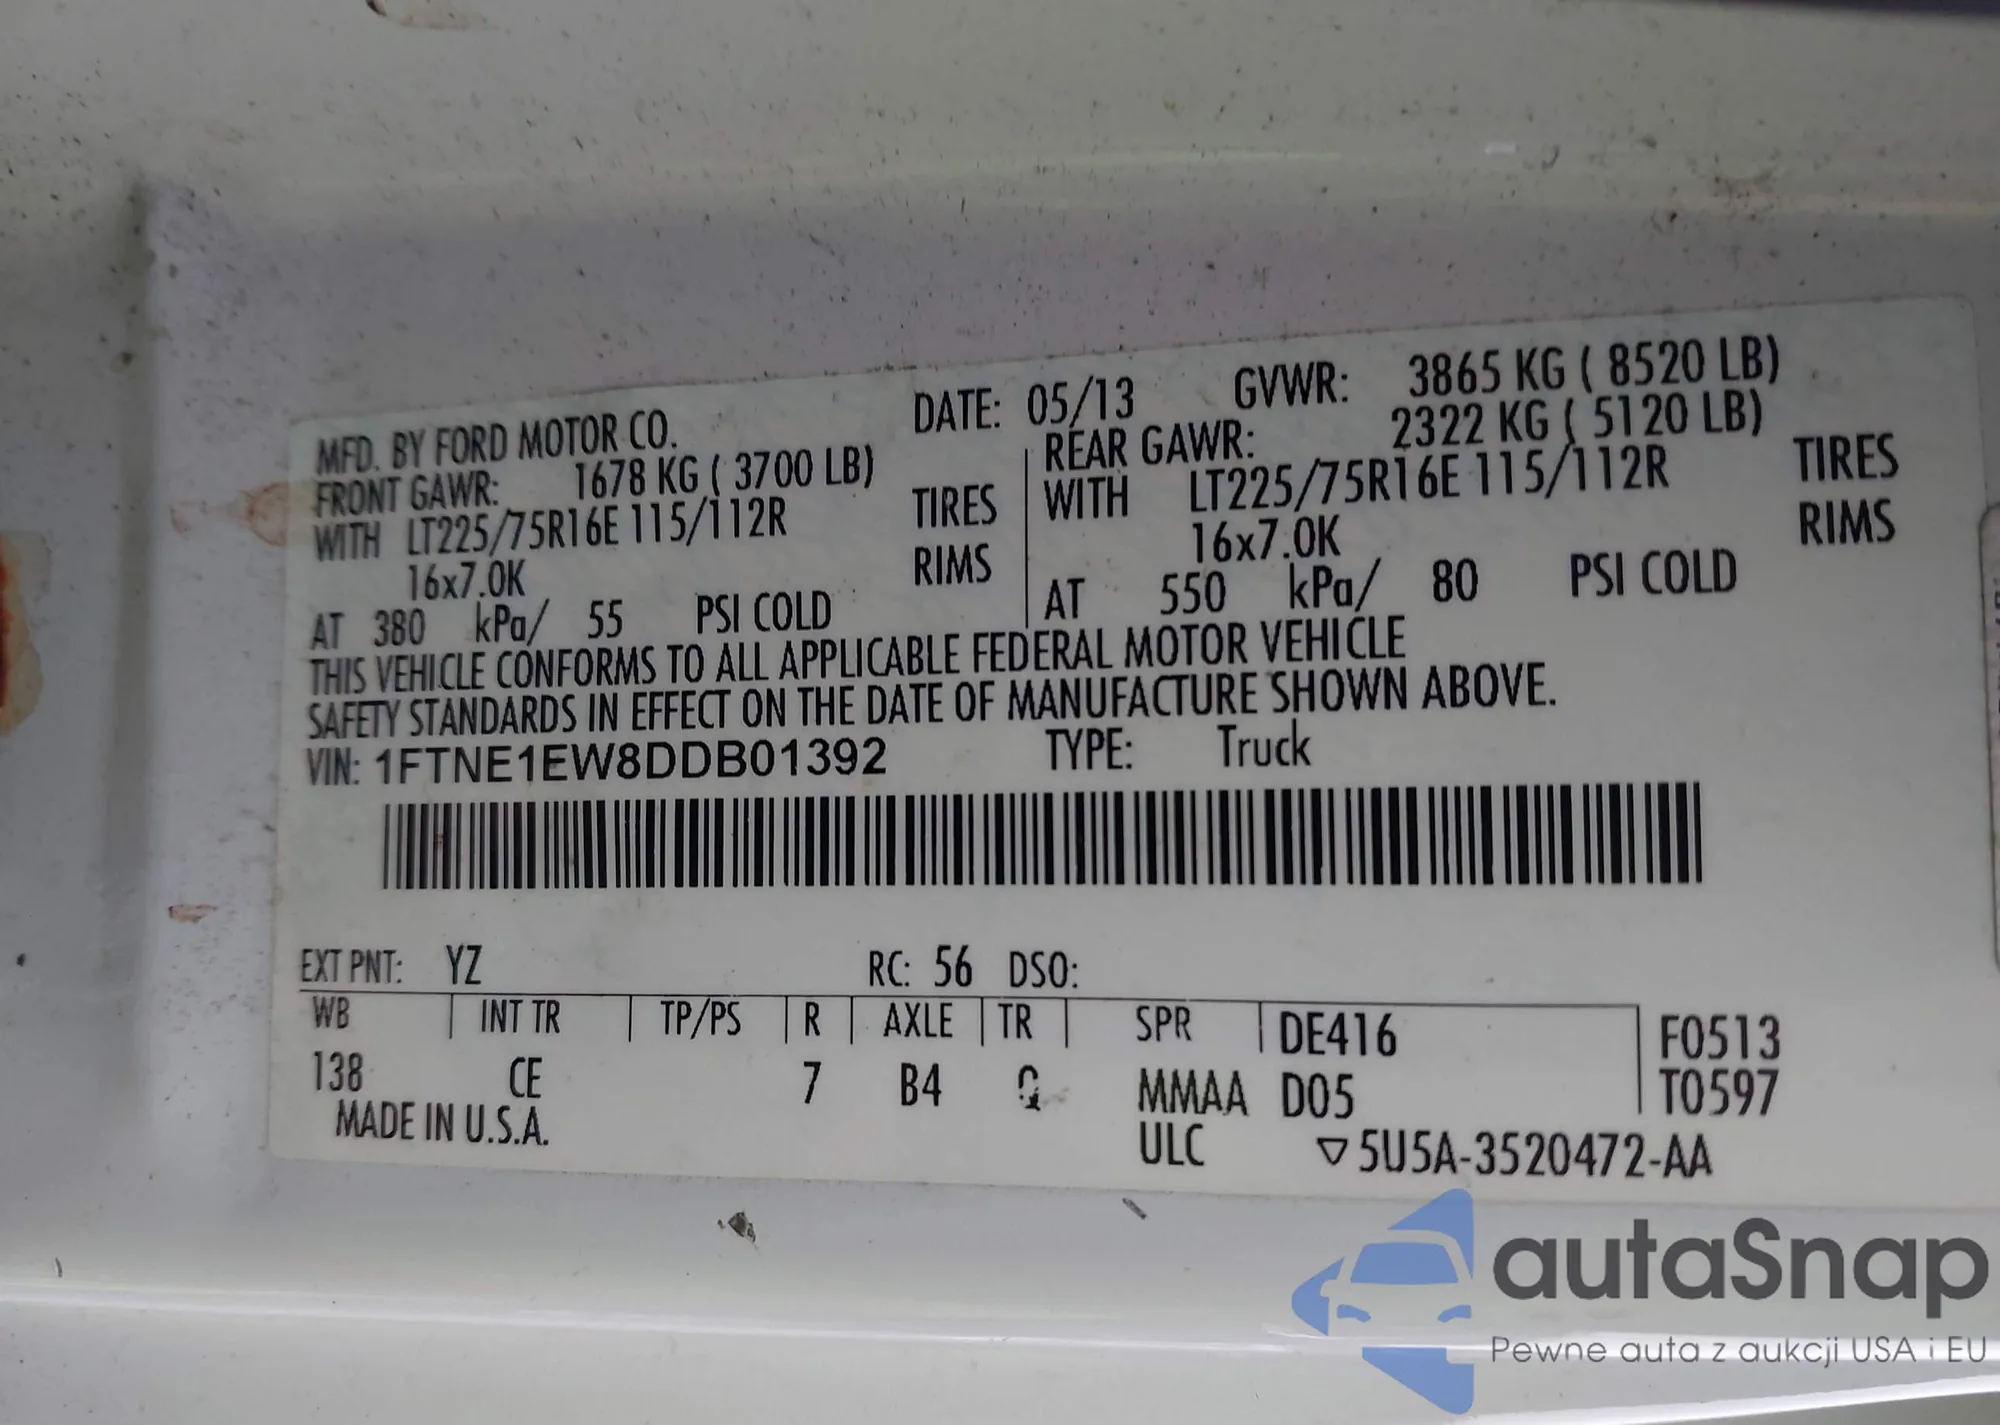 MFD. BY FORD MOTOR CO. DATE: 05/13 GVWR: 3865 KG ( 8520 LB)
FRONT GAWR: 1678 KG ( 3700 LB) REAR GAWR: 2322 KG ( 5120 LB)
WITH LT225/75R16E 115/112R TIRES WITH LT225/75R16E 115/112R TIRES
16x7.0K RIMS 16x7.0K RIMS
AT 380 kPa/ 55 PSI COLD AT 550 kPa/ 80 PSI COLD
THIS VEHICLE CONFORMS TO ALL APPLICABLE FEDERAL MOTOR VEHICLE
SAFETY STANDARDS IN EFFECT ON THE DATE OF MANUFACTURE SHOWN ABOVE.
VIN: 1FTNE1EW8DDB01392 TYPE: Truck
EXT PNT: YZ RC: 56 DSO:
WB INT TR TP/PS R AXLE TR SPR DE416 F0513
138 CE 7 B4 Q MMAA D05 T0597
MADE IN U.S.A. ULC ▽5U5A-3520472-AA
autaSnap
Pewne auta z aukcji USA i EU